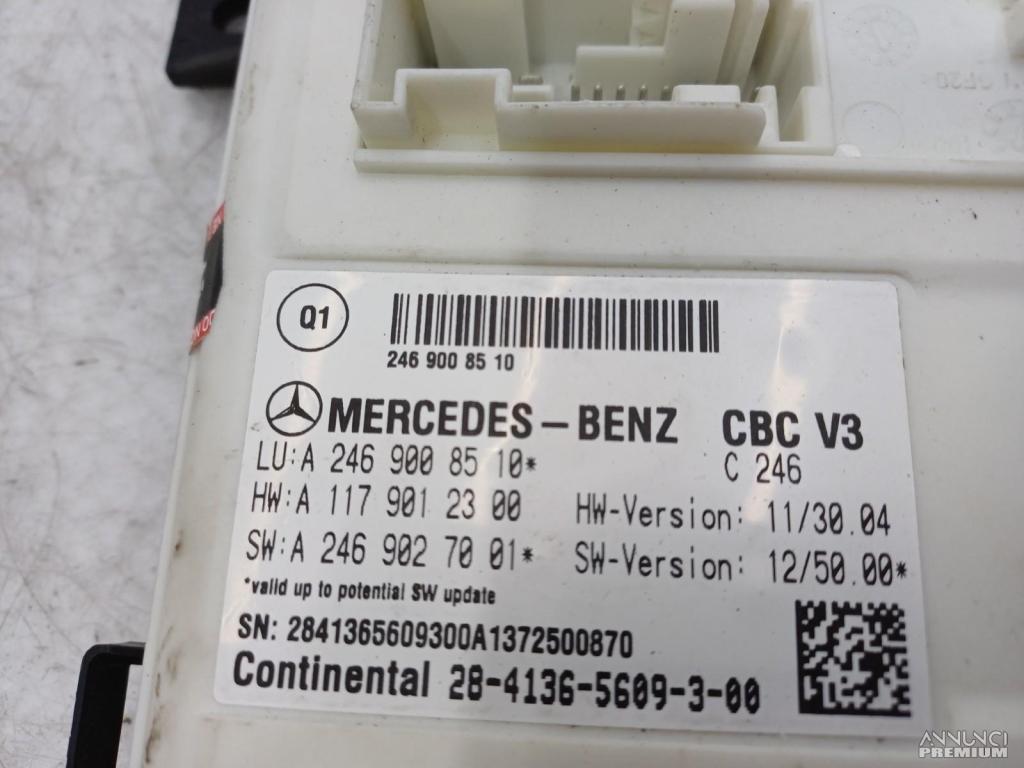 Q1
246 900 85 10
MERCEDES-BENZ CBC V3
LU:A 246 900 85 10* C 246
HW:A 117 901 23 00 HW-Version: 11/30.04
SW:A 246 902 70 01* SW-Version: 12/50.00*
*valid up to potential SW update
SN: 2841365609300A1372500870
Continental 28-4136-5609-3-00
ANNUNCI
PREMIUM